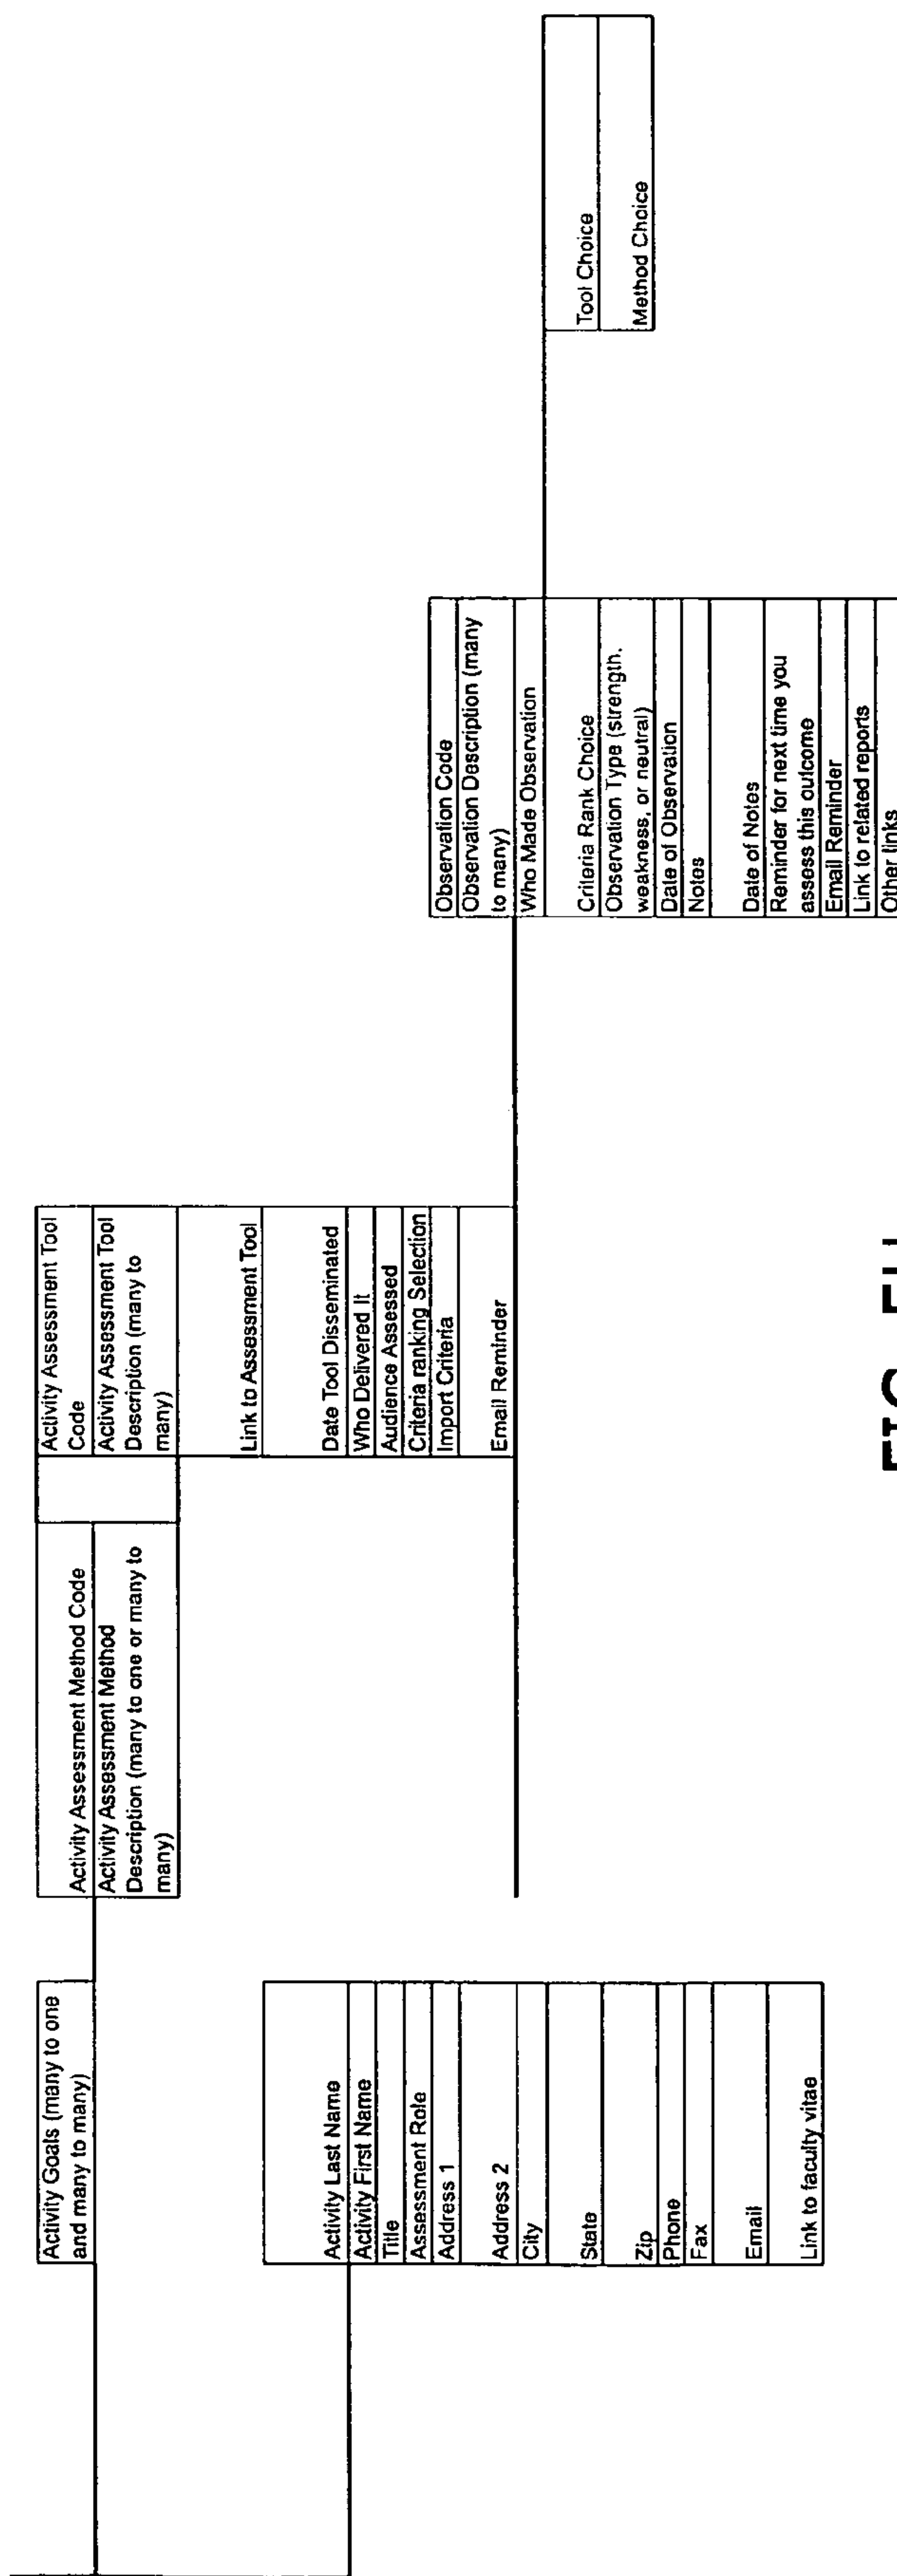 Activity Goals (many to one
and many to many)
Activity Last Name
Activity First Name
Title
Assessment Role
Address 1
Address 2
City
State
Zip
Phone
Fax
Email
Link to faculty vitae
Activity Assessment Method Code
Activity Assessment Method
Description (many to one or many to
many)
Activity Assessment Tool
Code
Activity Assessment Tool
Description (many to
many)
Link to Assessment Tool
Date Tool Disseminated
Who Delivered It
Audience Assessed
Criteria ranking Selection
Import Criteria
Email Reminder
Observation Code
Observation Description (many
to many)
Who Made Observation
Criteria Rank Choice
Observation Type (strength,
weakness, or neutral)
Date of Observation
Notes
Date of Notes
Reminder for next time you
assess this outcome
Email Reminder
Link to related reports
Other links
Tool Choice
Method Choice